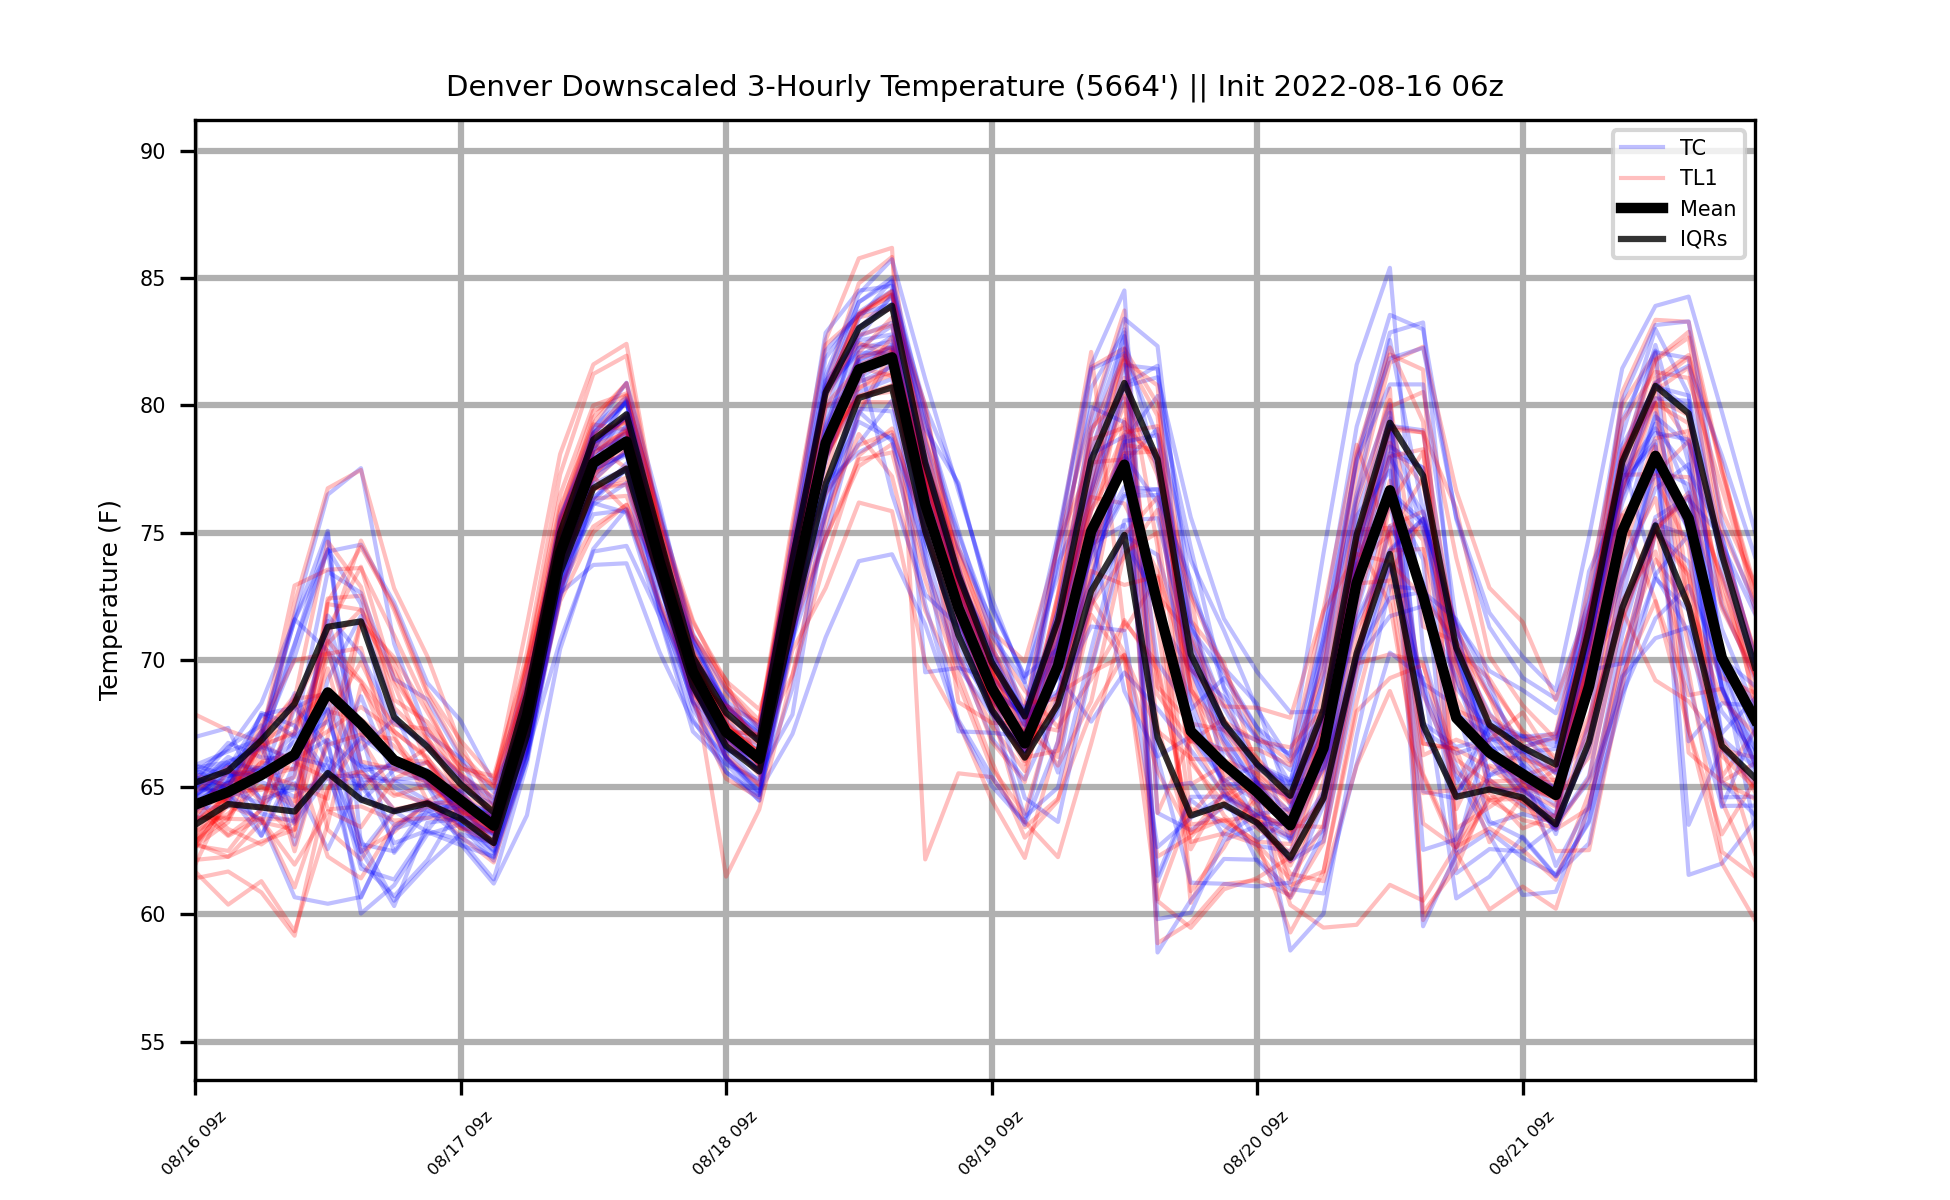 Denver Downscaled 3-Hourly Temperature (5664') || Init 2022-08-16 06z
TC
TL1
Mean
IQRs
Temperature (F)
90
85
80
75
70
65
60
55
08/16 09z
08/17 09z
08/18 09z
08/19 09z
08/20 09z
08/21 09z